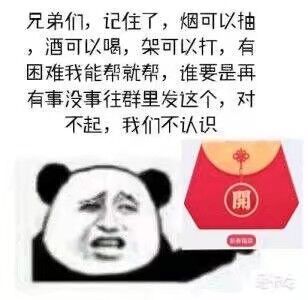 兄弟们，记住了，烟可以抽
，酒可以喝，架可以打，有
困难我能帮就帮，谁要是再
有事没事往群里发这个，对
不起，我们不认识
開